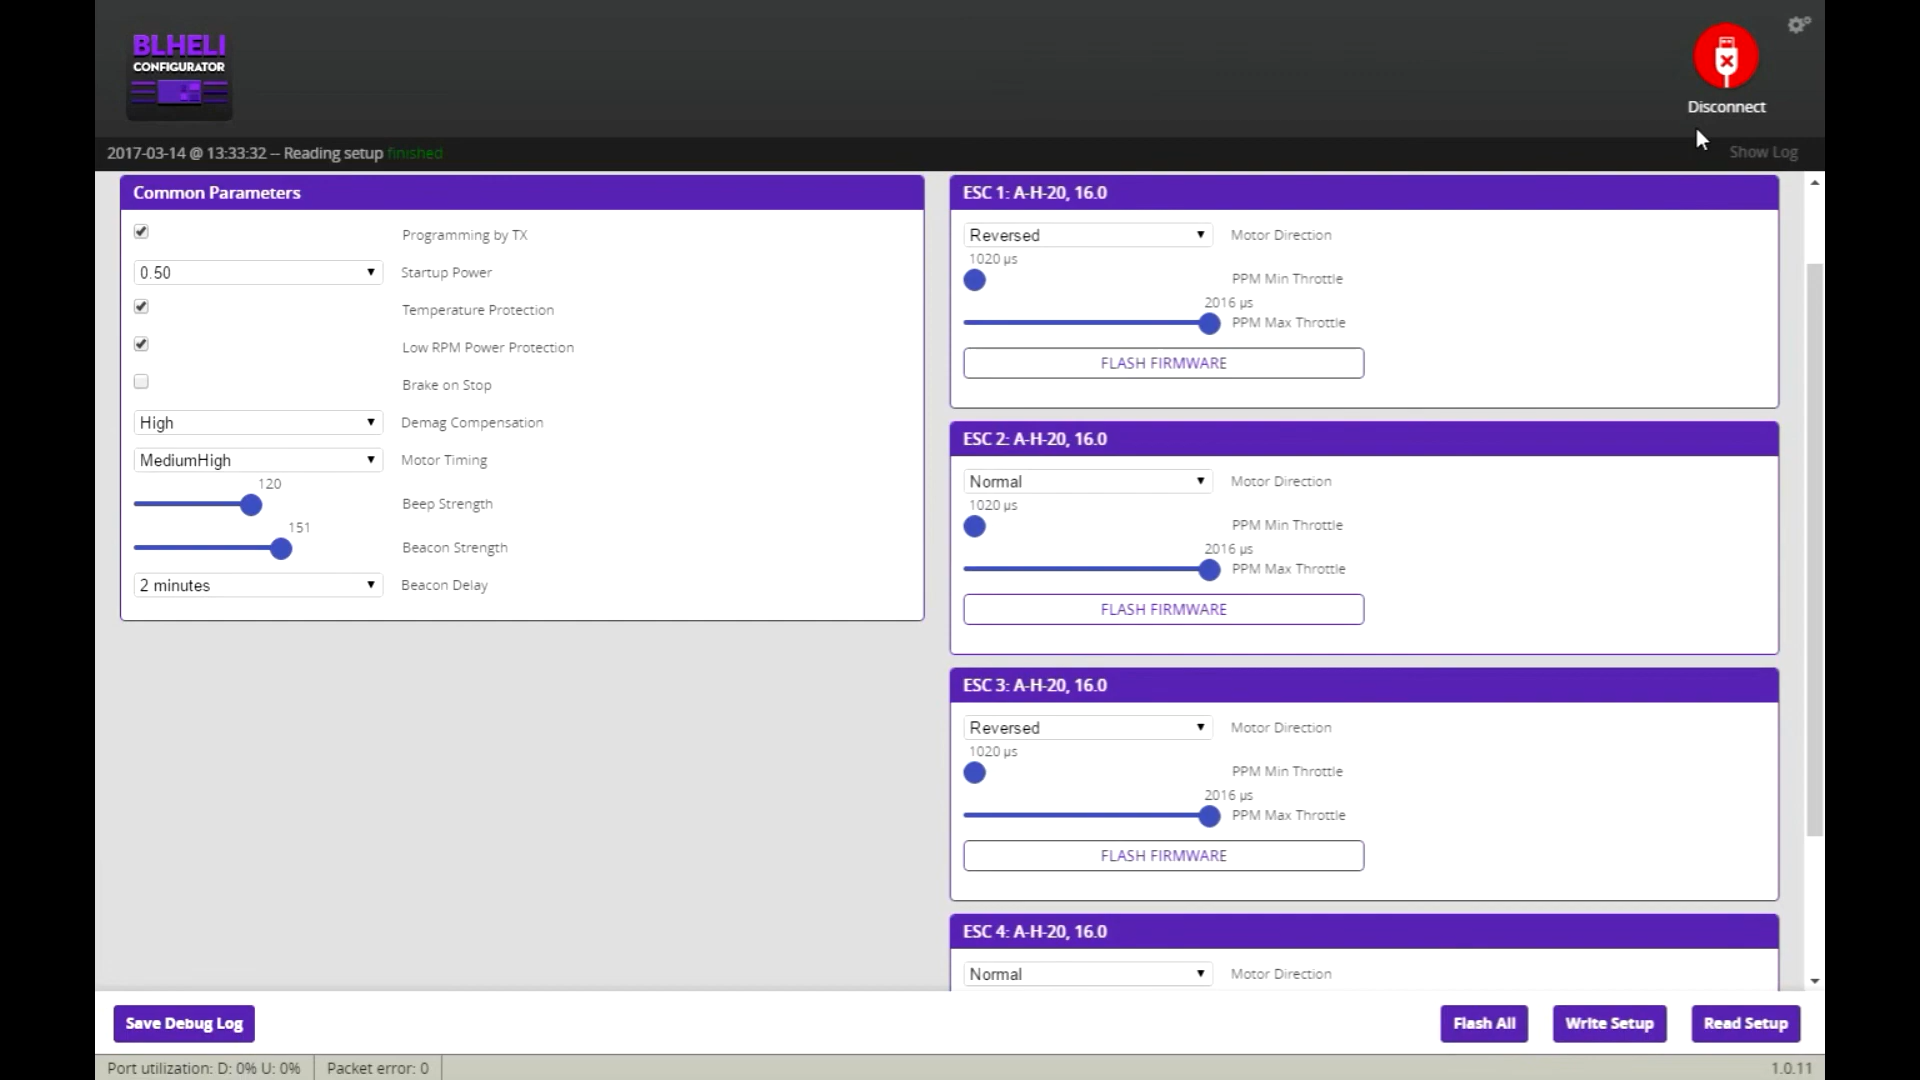 BLHELI
CONFIGURATOR
Disconnect
2017-03-14 @ 13:33:32 -- Reading setup finished
Show Log
Common Parameters
Programming by TX
0.50 Startup Power
Temperature Protection
Low RPM Power Protection
Brake on Stop
High Demag Compensation
MediumHigh Motor Timing
120
Beep Strength
151
Beacon Strength
2 minutes Beacon Delay
ESC 1: A-H-20, 16.0
Reversed Motor Direction
1020 µs
PPM Min Throttle
2016 µs
PPM Max Throttle
FLASH FIRMWARE
ESC 2: A-H-20, 16.0
Normal Motor Direction
1020 µs
PPM Min Throttle
2016 µs
PPM Max Throttle
FLASH FIRMWARE
ESC 3: A-H-20, 16.0
Reversed Motor Direction
1020 µs
PPM Min Throttle
2016 µs
PPM Max Throttle
FLASH FIRMWARE
ESC 4: A-H-20, 16.0
Normal Motor Direction
Save Debug Log
Flash All
Write Setup
Read Setup
Port utilization: D: 0% U: 0%
Packet error: 0
1.0.11